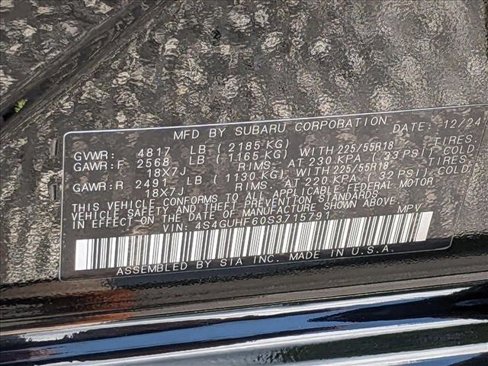 MFD BY SUBARU CORPORATION DATE: 12/24
GVWR: 4817 LB (2185 KG)
GAWR:F 2568 LB (1165 KG) WITH 225/55R18 TIRES.
18X7J RIMS. AT 230 KPA (33 PSI) COLD
GAWR:R 2491 LB (1130 KG) WITH 225/55R18 TIRES.
18X7J RIMS. AT 220 KPA (32 PSI) COLD
THIS VEHICLE CONFORMS TO ALL APPLICABLE FEDERAL MOTOR
VEHICLE SAFETY AND THEFT PREVENTION STANDARDS
IN EFFECT ON THE DATE OF MANUFACTURE SHOWN ABOVE.
VIN: 4S4GUHF60S3715791 MPV
ASSEMBLED BY SIA INC. MADE IN U.S.A.